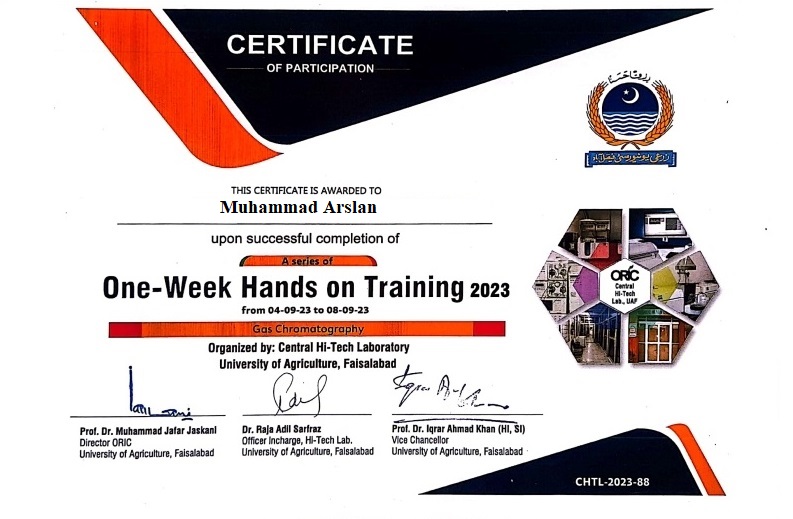 CERTIFICATE
OF PARTICIPATION
زرعی یونیورسٹی فیصل آباد
THIS CERTIFICATE IS AWARDED TO
Muhammad Arslan
upon successful completion of
A series of
One-Week Hands on Training 2023
from 04-09-23 to 08-09-23
Gas Chromatography
Organized by: Central Hi-Tech Laboratory
University of Agriculture, Faisalabad
ORIC
Central
Hi-Tech
Lab., UAF
Prof. Dr. Muhammad Jafar Jaskani
Director ORIC
University of Agriculture, Faisalabad
Dr. Raja Adil Sarfraz
Officer Incharge, Hi-Tech Lab.
University of Agriculture, Faisalabad
Prof. Dr. Iqrar Ahmad Khan (HI, SI)
Vice Chancellor
University of Agriculture, Faisalabad
CHTL-2023-88